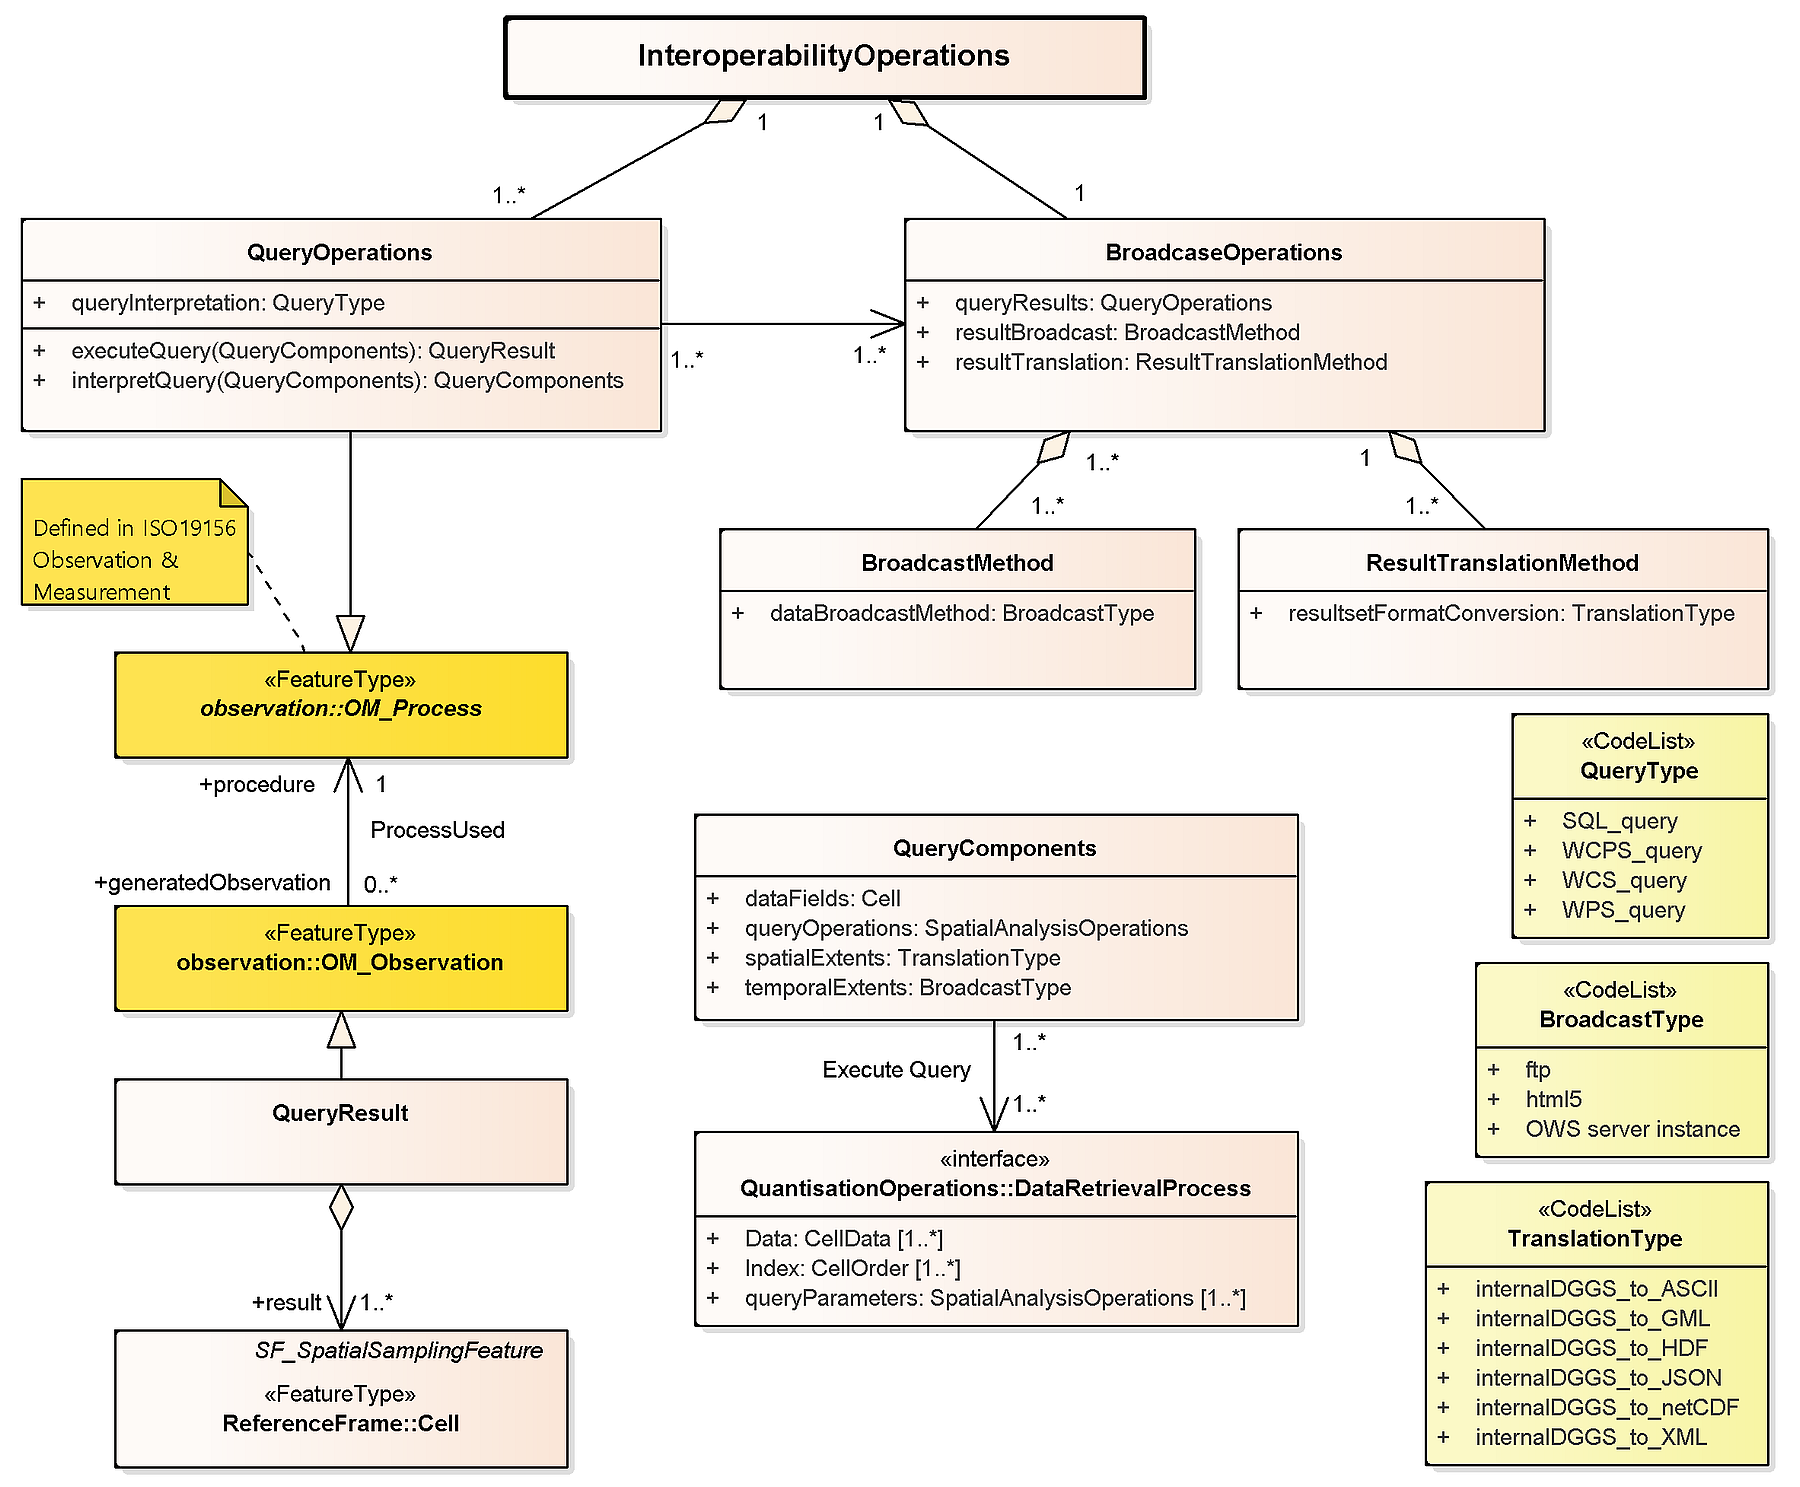 InteroperabilityOperations
1
1
1..*
1
QueryOperations
+ queryInterpretation: QueryType
+ executeQuery(QueryComponents): QueryResult
+ interpretQuery(QueryComponents): QueryComponents
BroadcaseOperations
+ queryResults: QueryOperations
+ resultBroadcast: BroadcastMethod
+ resultTranslation: ResultTranslationMethod
1..*
1..*
1..*
1
1..*
1..*
Defined in ISO19156
Observation &
Measurement
BroadcastMethod
+ dataBroadcastMethod: BroadcastType
ResultTranslationMethod
+ resultsetFormatConversion: TranslationType
«FeatureType»
observation::OM_Process
+procedure
1
ProcessUsed
+generatedObservation
0..*
«FeatureType»
observation::OM_Observation
QueryResult
+result
1..*
SF_SpatialSamplingFeature
«FeatureType»
ReferenceFrame::Cell
QueryComponents
+ dataFields: Cell
+ queryOperations: SpatialAnalysisOperations
+ spatialExtents: TranslationType
+ temporalExtents: BroadcastType
1..*
Execute Query
1..*
«interface»
QuantisationOperations::DataRetrievalProcess
+ Data: CellData [1..*]
+ Index: CellOrder [1..*]
+ queryParameters: SpatialAnalysisOperations [1..*]
«CodeList»
QueryType
+ SQL_query
+ WCPS_query
+ WCS_query
+ WPS_query
«CodeList»
BroadcastType
+ ftp
+ html5
+ OWS server instance
«CodeList»
TranslationType
+ internalDGGS_to_ASCII
+ internalDGGS_to_GML
+ internalDGGS_to_HDF
+ internalDGGS_to_JSON
+ internalDGGS_to_netCDF
+ internalDGGS_to_XML